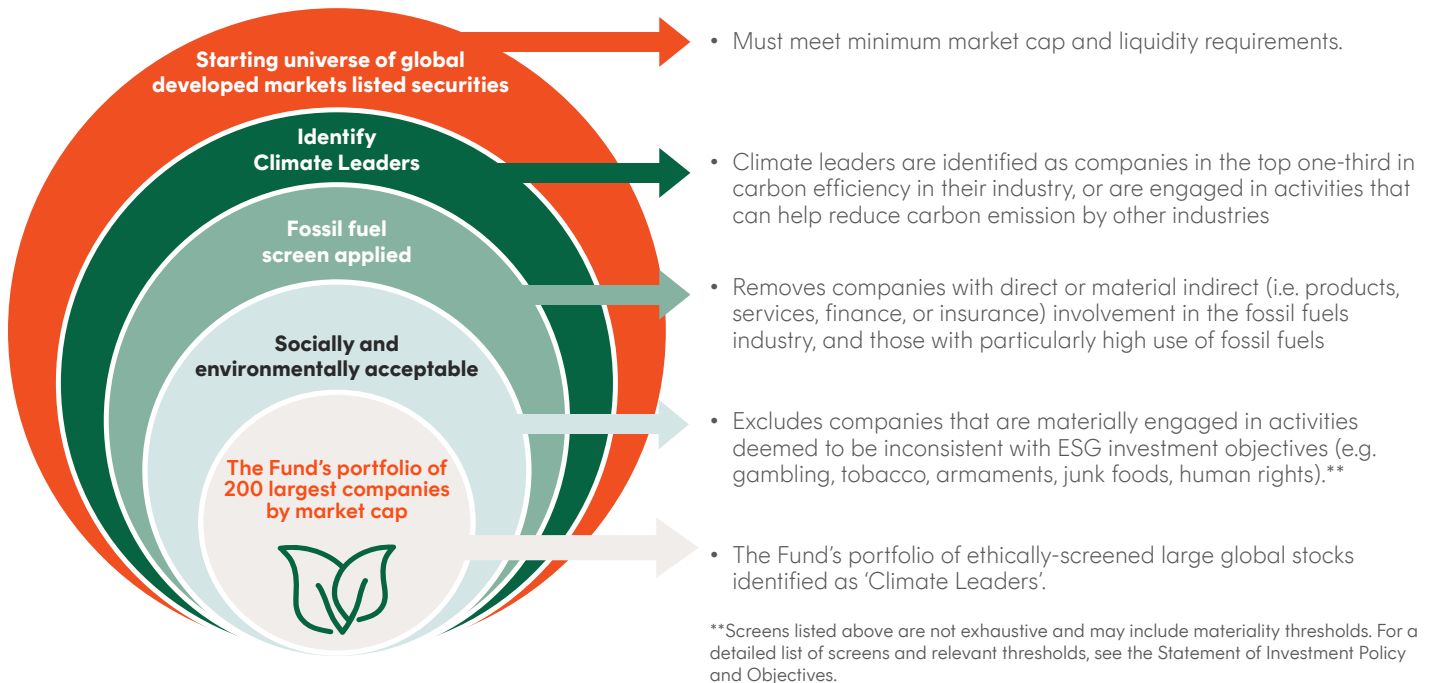 Starting universe of global
developed markets listed securities
• Must meet minimum market cap and liquidity requirements.
Identify
Climate Leaders
• Climate leaders are identified as companies in the top one-third in
carbon efficiency in their industry, or are engaged in activities that
can help reduce carbon emission by other industries
Fossil fuel
screen applied
• Removes companies with direct or material indirect (i.e. products,
services, finance, or insurance) involvement in the fossil fuels
industry, and those with particularly high use of fossil fuels
Socially and
environmentally acceptable
• Excludes companies that are materially engaged in activities
deemed to be inconsistent with ESG investment objectives (e.g.
gambling, tobacco, armaments, junk foods, human rights).**
The Fund's portfolio of
200 largest companies
by market cap
• The Fund's portfolio of ethically-screened large global stocks
identified as 'Climate Leaders'.
**Screens listed above are not exhaustive and may include materiality thresholds. For a
detailed list of screens and relevant thresholds, see the Statement of Investment Policy
and Objectives.